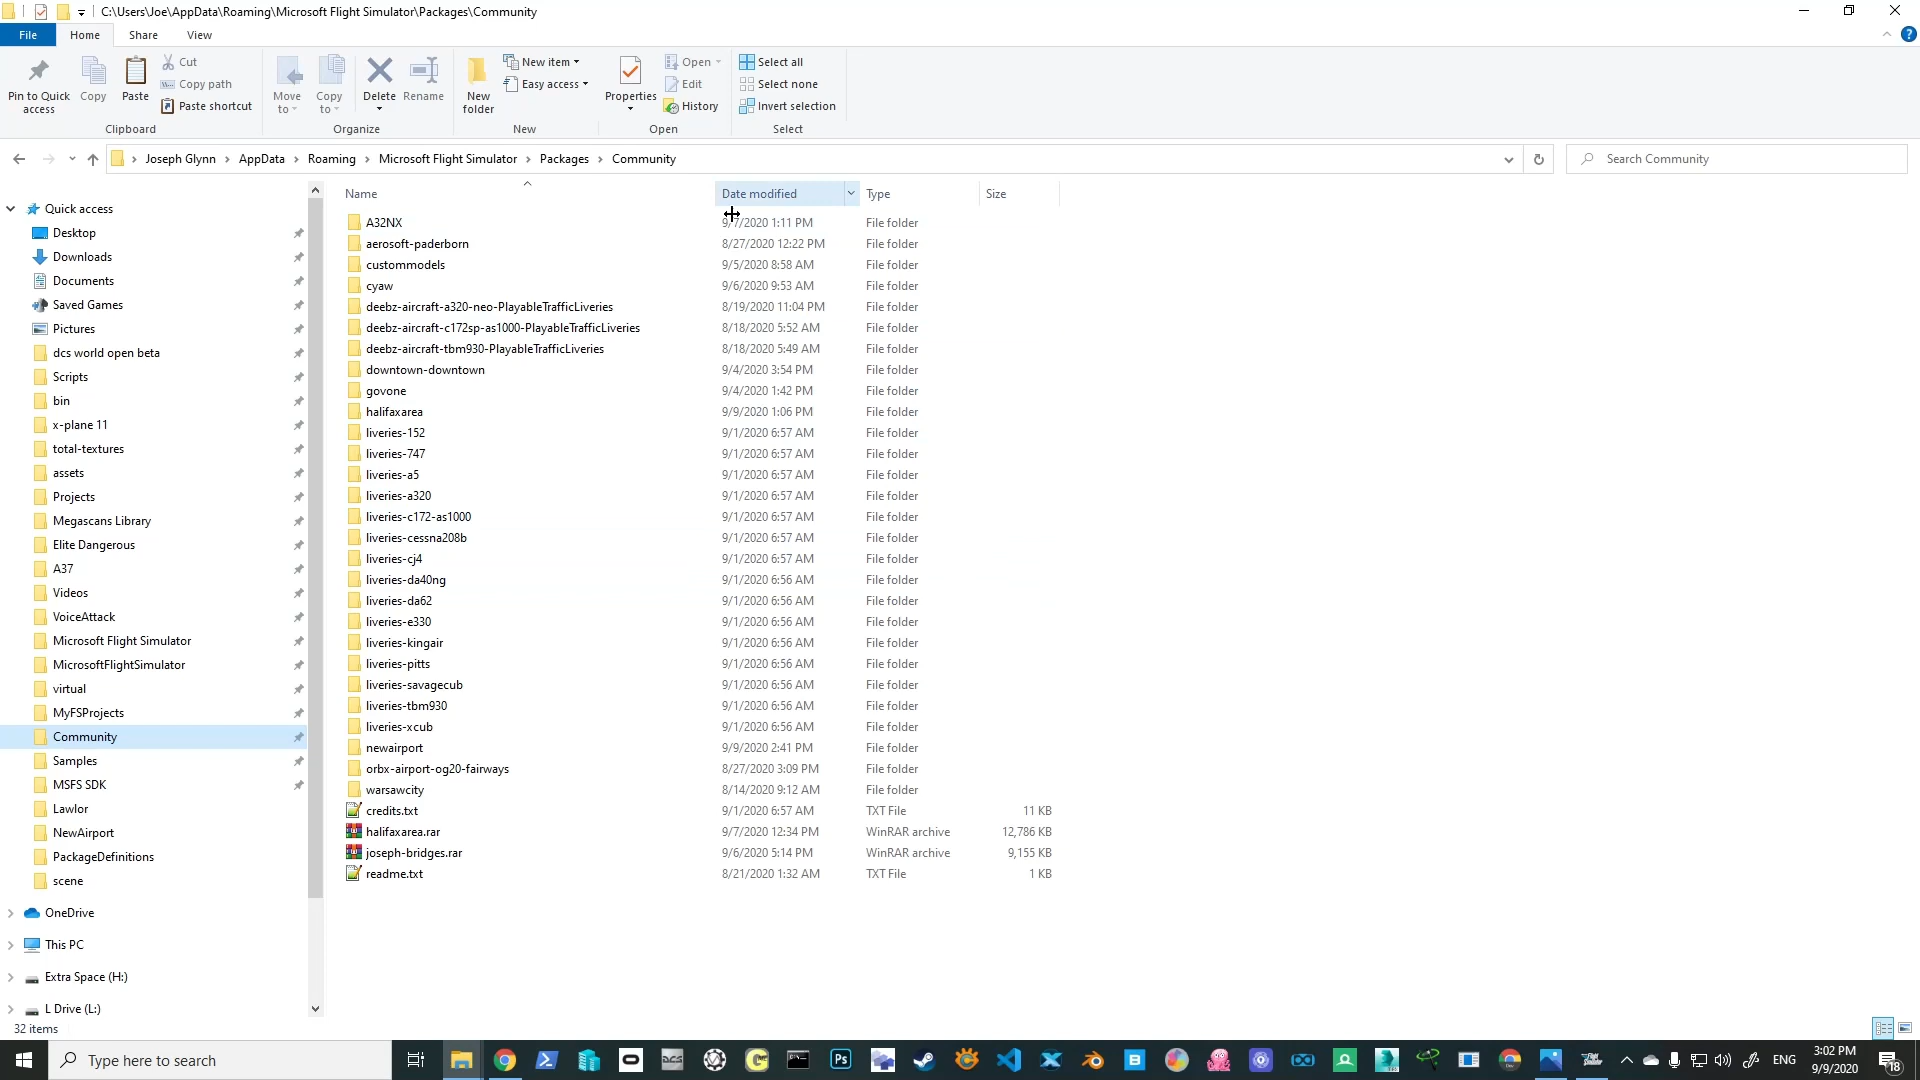 C:\Users\Joe\AppData\Roaming\Microsoft Flight Simulator\Packages\Community
File Home Share View
Pin to Quick access
Copy
Paste
Cut
Copy path
Paste shortcut
Clipboard
Move to
Copy to
Delete
Rename
Organize
New folder
New item
Easy access
New
Properties
Open
Edit
History
Open
Select all
Select none
Invert selection
Select
Joseph Glynn > AppData > Roaming > Microsoft Flight Simulator > Packages > Community
Search Community
Quick access
Desktop
Downloads
Documents
Saved Games
Pictures
dcs world open beta
Scripts
bin
x-plane 11
total-textures
assets
Projects
Megascans Library
Elite Dangerous
A37
Videos
VoiceAttack
Microsoft Flight Simulator
MicrosoftFlightSimulator
virtual
MyFSProjects
Community
Samples
MSFS SDK
Lawlor
NewAirport
PackageDefinitions
scene
OneDrive
This PC
Extra Space (H:)
L Drive (L:)
Name Date modified Type Size
A32NX 9/7/2020 1:11 PM File folder
aerosoft-paderborn 8/27/2020 12:22 PM File folder
custommodels 9/5/2020 8:58 AM File folder
cyaw 9/6/2020 9:53 AM File folder
deebz-aircraft-a320-neo-PlayableTrafficLiveries 8/19/2020 11:04 PM File folder
deebz-aircraft-c172sp-as1000-PlayableTrafficLiveries 8/18/2020 5:52 AM File folder
deebz-aircraft-tbm930-PlayableTrafficLiveries 8/18/2020 5:49 AM File folder
downtown-downtown 9/4/2020 3:54 PM File folder
govone 9/4/2020 1:42 PM File folder
halifaxarea 9/9/2020 1:06 PM File folder
liveries-152 9/1/2020 6:57 AM File folder
liveries-747 9/1/2020 6:57 AM File folder
liveries-a5 9/1/2020 6:57 AM File folder
liveries-a320 9/1/2020 6:57 AM File folder
liveries-c172-as1000 9/1/2020 6:57 AM File folder
liveries-cessna208b 9/1/2020 6:57 AM File folder
liveries-cj4 9/1/2020 6:57 AM File folder
liveries-da40ng 9/1/2020 6:56 AM File folder
liveries-da62 9/1/2020 6:56 AM File folder
liveries-e330 9/1/2020 6:56 AM File folder
liveries-kingair 9/1/2020 6:56 AM File folder
liveries-pitts 9/1/2020 6:56 AM File folder
liveries-savagecub 9/1/2020 6:56 AM File folder
liveries-tbm930 9/1/2020 6:56 AM File folder
liveries-xcub 9/1/2020 6:56 AM File folder
newairport 9/9/2020 2:41 PM File folder
orbx-airport-og20-fairways 8/27/2020 3:09 PM File folder
warsawcity 8/14/2020 9:12 AM File folder
credits.txt 9/1/2020 6:57 AM TXT File 11 KB
halifaxarea.rar 9/7/2020 12:34 PM WinRAR archive 12,786 KB
joseph-bridges.rar 9/6/2020 5:14 PM WinRAR archive 9,155 KB
readme.txt 8/21/2020 1:32 AM TXT File 1 KB
32 items
Type here to search
DCS
Ps
ENG
3:02 PM
9/9/2020
18